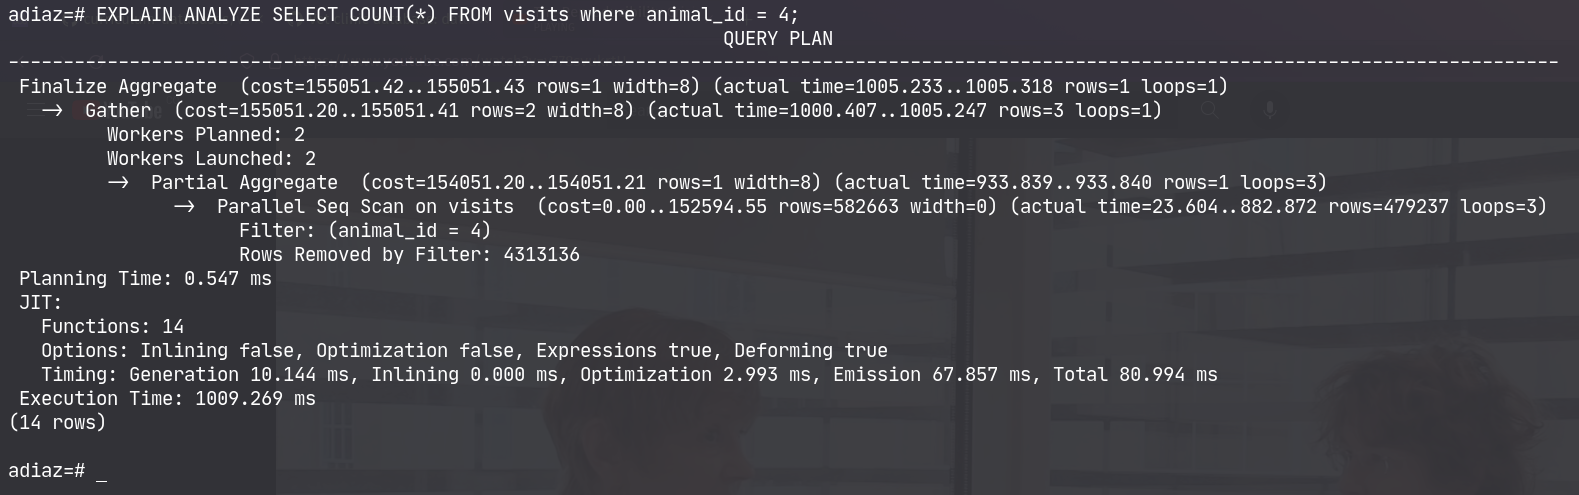 adiaz=# EXPLAIN ANALYZE SELECT COUNT(*) FROM visits where animal_id = 4;
QUERY PLAN
---------------------------------------------------------------------------------------------------------------------------------------------
Finalize Aggregate  (cost=155051.42..155051.43 rows=1 width=8) (actual time=1005.233..1005.318 rows=1 loops=1)
->  Gather  (cost=155051.20..155051.41 rows=2 width=8) (actual time=1000.407..1005.247 rows=3 loops=1)
Workers Planned: 2
Workers Launched: 2
->  Partial Aggregate  (cost=154051.20..154051.21 rows=1 width=8) (actual time=933.839..933.840 rows=1 loops=3)
->  Parallel Seq Scan on visits  (cost=0.00..152594.55 rows=582663 width=0) (actual time=23.604..882.872 rows=479237 loops=3)
Filter: (animal_id = 4)
Rows Removed by Filter: 4313136
Planning Time: 0.547 ms
JIT:
Functions: 14
Options: Inlining false, Optimization false, Expressions true, Deforming true
Timing: Generation 10.144 ms, Inlining 0.000 ms, Optimization 2.993 ms, Emission 67.857 ms, Total 80.994 ms
Execution Time: 1009.269 ms
(14 rows)
adiaz=# _